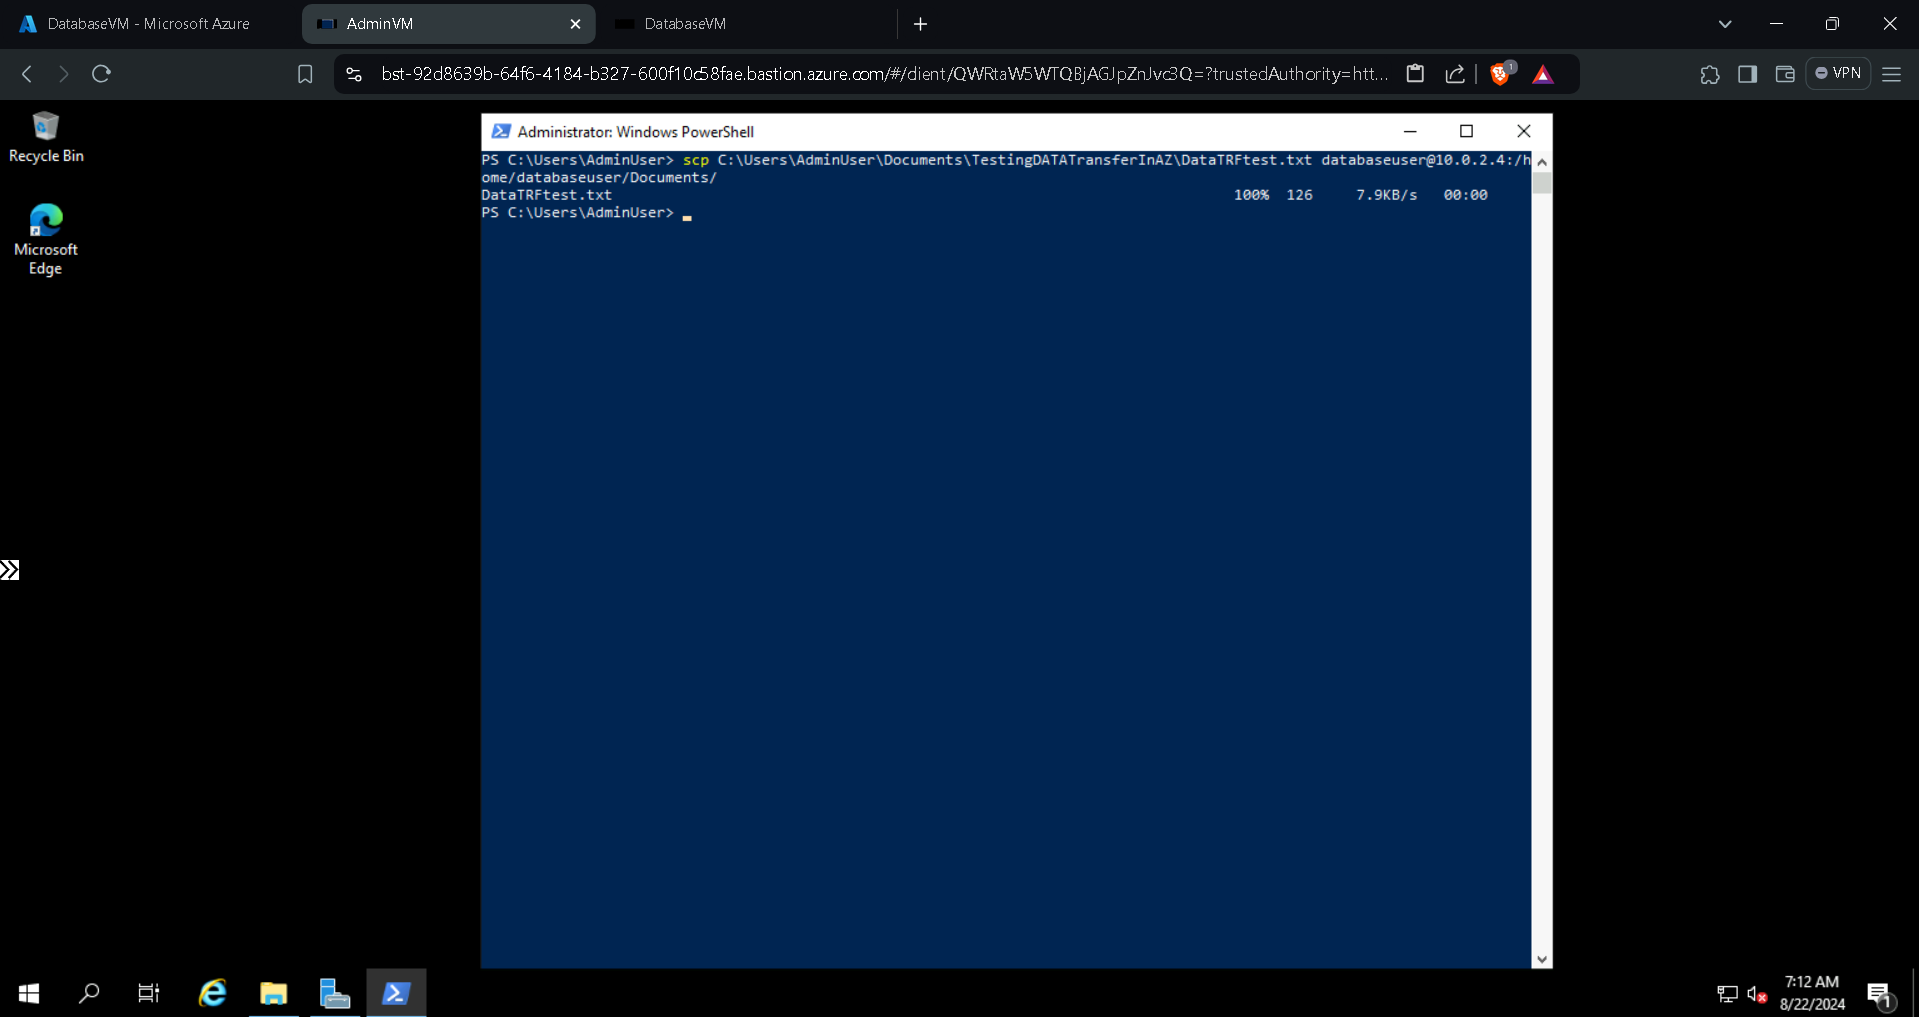 DatabaseVM - Microsoft Azure
AdminVM
DatabaseVM
bst-92d8639b-64f6-4184-b327-600f10c58fae.bastion.azure.com/#/client/QWRtaW5WTQBjAGJpZnJvc3Q=?trustedAuthority=htt...
1
VPN
Recycle Bin
Microsoft
Edge
Administrator: Windows PowerShell
PS C:\Users\AdminUser> scp C:\Users\AdminUser\Documents\TestingDATATransferInAZ\DataTRFtest.txt databaseuser@10.0.2.4:/h
ome/databaseuser/Documents/
DataTRFtest.txt 100% 126 7.9KB/s 00:00
PS C:\Users\AdminUser>
7:12 AM
8/22/2024
1